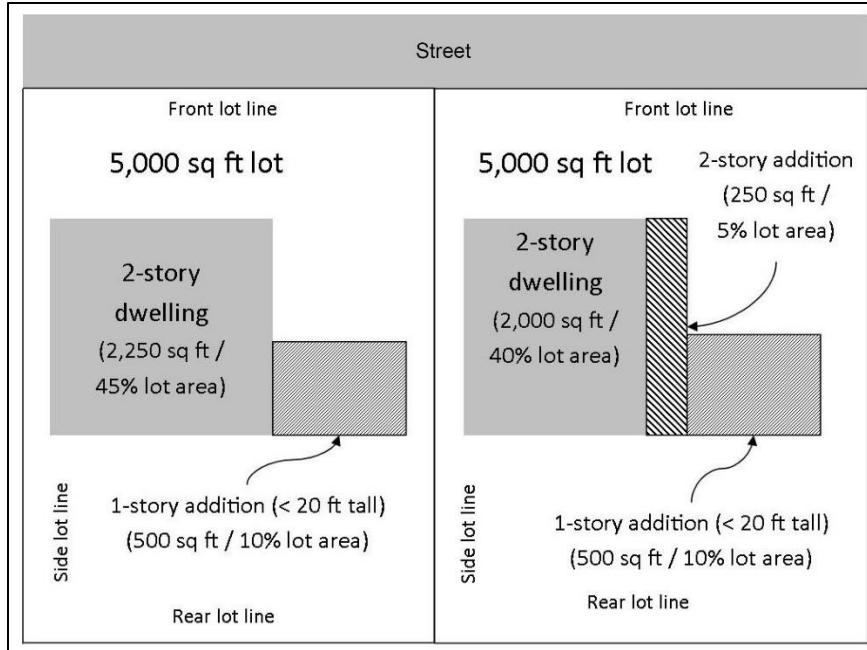 Street
Front lot line
5,000 sq ft lot
2-story
dwelling
(2,250 sq ft /
45% lot area)
1-story addition (< 20 ft tall)
(500 sq ft / 10% lot area)
Side lot line
Rear lot line
Front lot line
5,000 sq ft lot
2-story addition
(250 sq ft /
5% lot area)
2-story
dwelling
(2,000 sq ft /
40% lot area)
1-story addition (< 20 ft tall)
(500 sq ft / 10% lot area)
Side lot line
Rear lot line